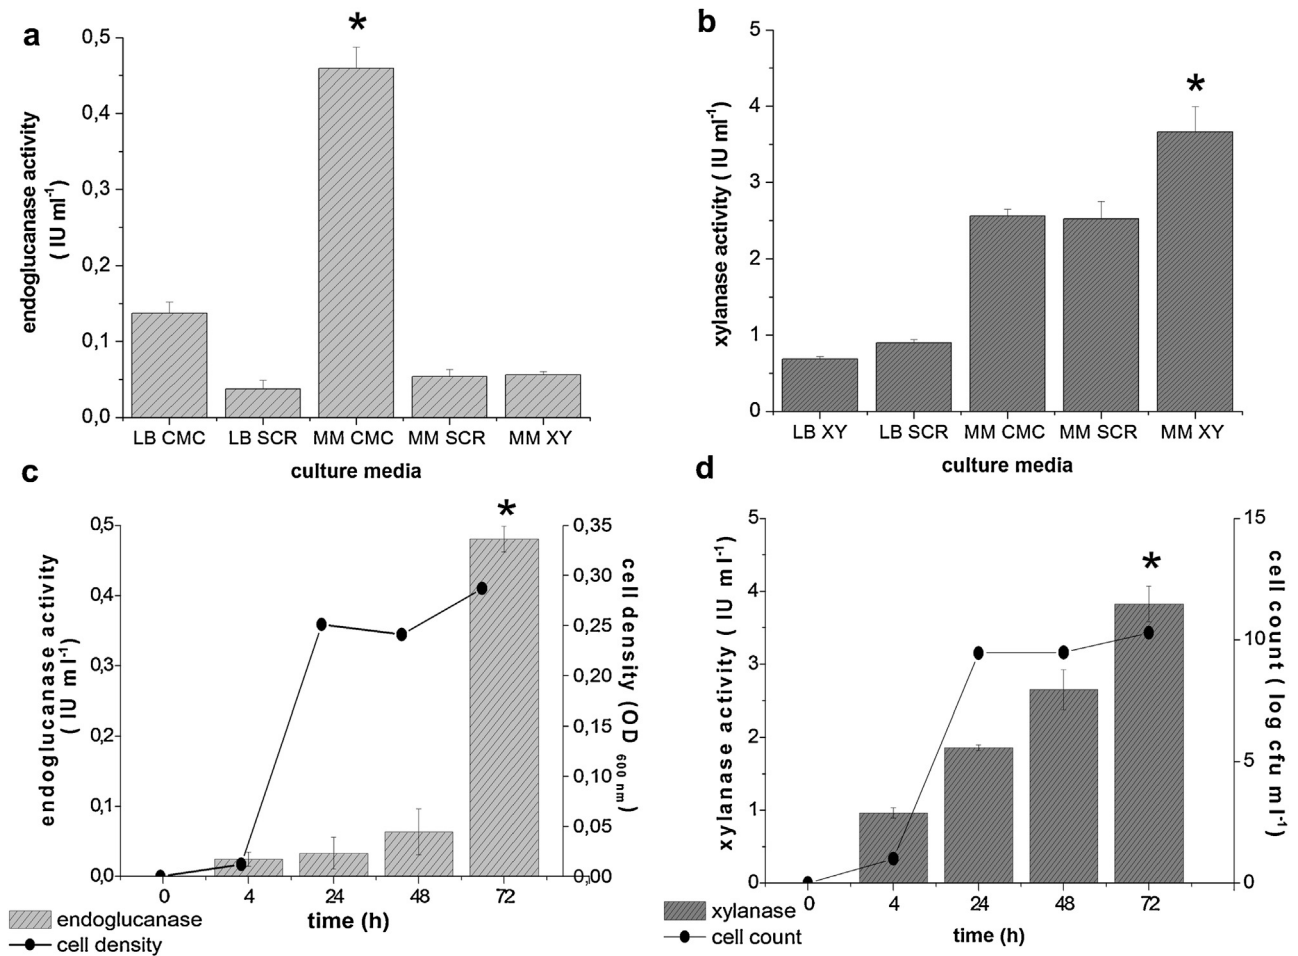 a
*
0,5
0,4
0,3
0,2
0,1
0,0
endoglucanase activity
( IU ml-1)
LB CMC LB SCR MM CMC MM SCR MM XY
culture media
b
*
5
4
3
2
1
0
xylanase activity ( IU ml-1)
LB XY LB SCR MM CMC MM SCR MM XY
culture media
c
*
0,5
0,4
0,3
0,2
0,1
0,0
endoglucanase activity
( IU ml-1)
0,35
0,30
0,25
0,20
0,15
0,10
0,05
0,00
cell density (OD 600 nm)
0 4 24 48 72
time (h)
endoglucanase
cell density
d
*
5
4
3
2
1
0
xylanase activity ( IU ml-1)
15
10
5
0
cell count ( log cfu ml-1)
0 4 24 48 72
time (h)
xylanase
cell count